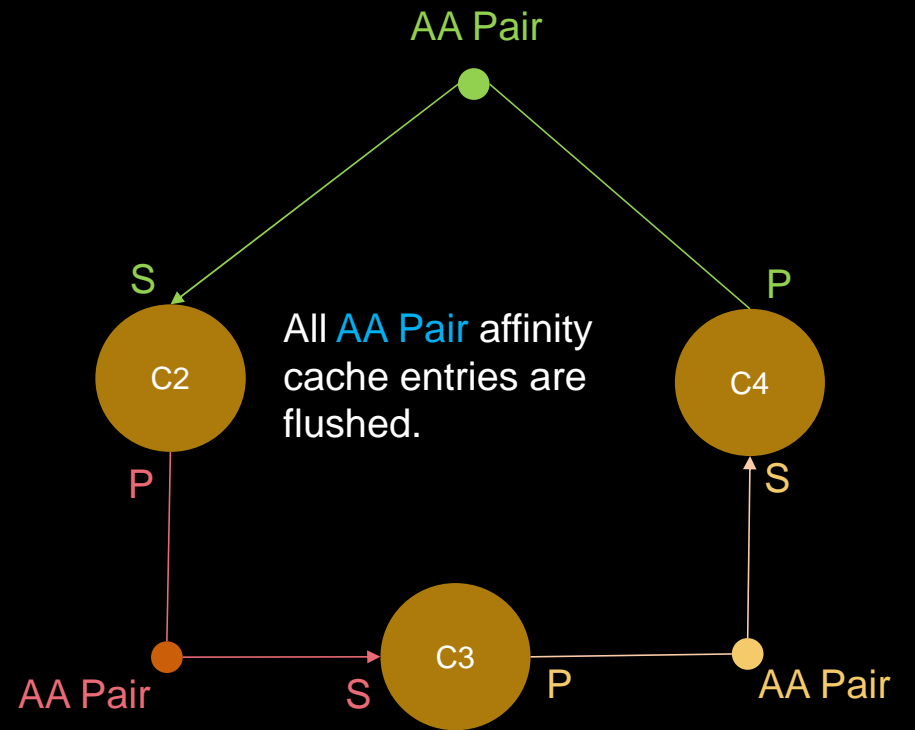 AA Pair
S
P
All AA Pair affinity
cache entries are
flushed.
C2
C4
P
S
C3
AA Pair
S
P
AA Pair